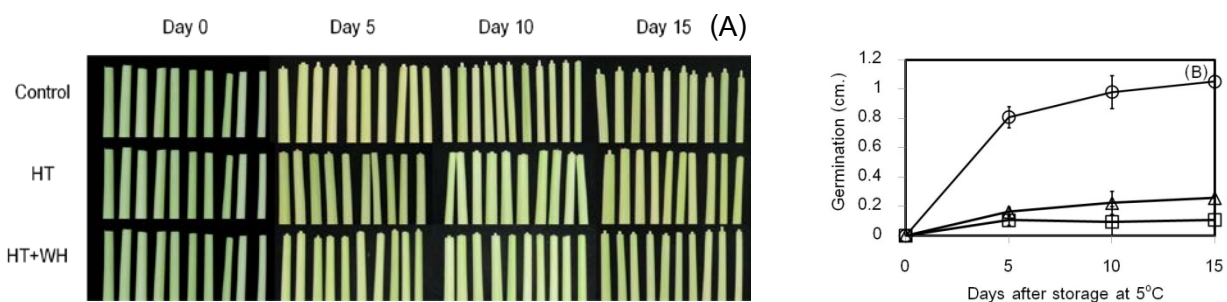 Day 0 Day 5 Day 10 Day 15 (A)
Control
HT
HT+WH
(B)
Germination (cm.)
1.2
1
0.8
0.6
0.4
0.2
0
0 5 10 15
Days after storage at 5°C